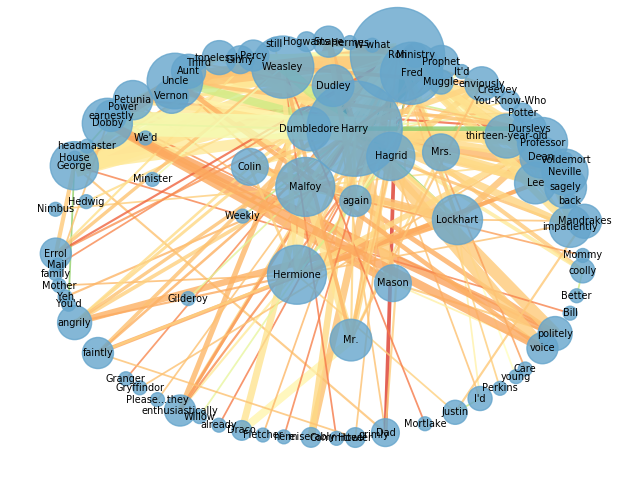 still
Hogwarts
Snape
Hermes
W-what
Ron
Ministry
toneless
Percy
Ginny
Third
Weasley
Fred
Prophet
Aunt
It'd
Muggle
enviously
Uncle
Dudley
Creevey
Vernon
You-Know-Who
Petunia
Power
Potter
earnestly
Dobby
Dumbledore
Harry
Dursleys
thirteen-year-old
We'd
Professor
headmaster
Mrs.
House
Hagrid
Dean
Voldemort
George
Colin
Neville
Minister
Malfoy
Lee
sagely
Hedwig
again
back
Nimbus
Weekly
Lockhart
Mandrakes
impatiently
Errol
Mommy
Mail
coolly
family
Hermione
Mother
Mason
Yeh
Gilderoy
Better
You'd
Bill
angrily
politely
Mr.
voice
faintly
Care
Granger
young
Gryffindor
Perkins
Please...they
I'd
enthusiastically
Justin
Willow
already
Mortlake
Draco
Fletcher
miserably
grimly
Dad